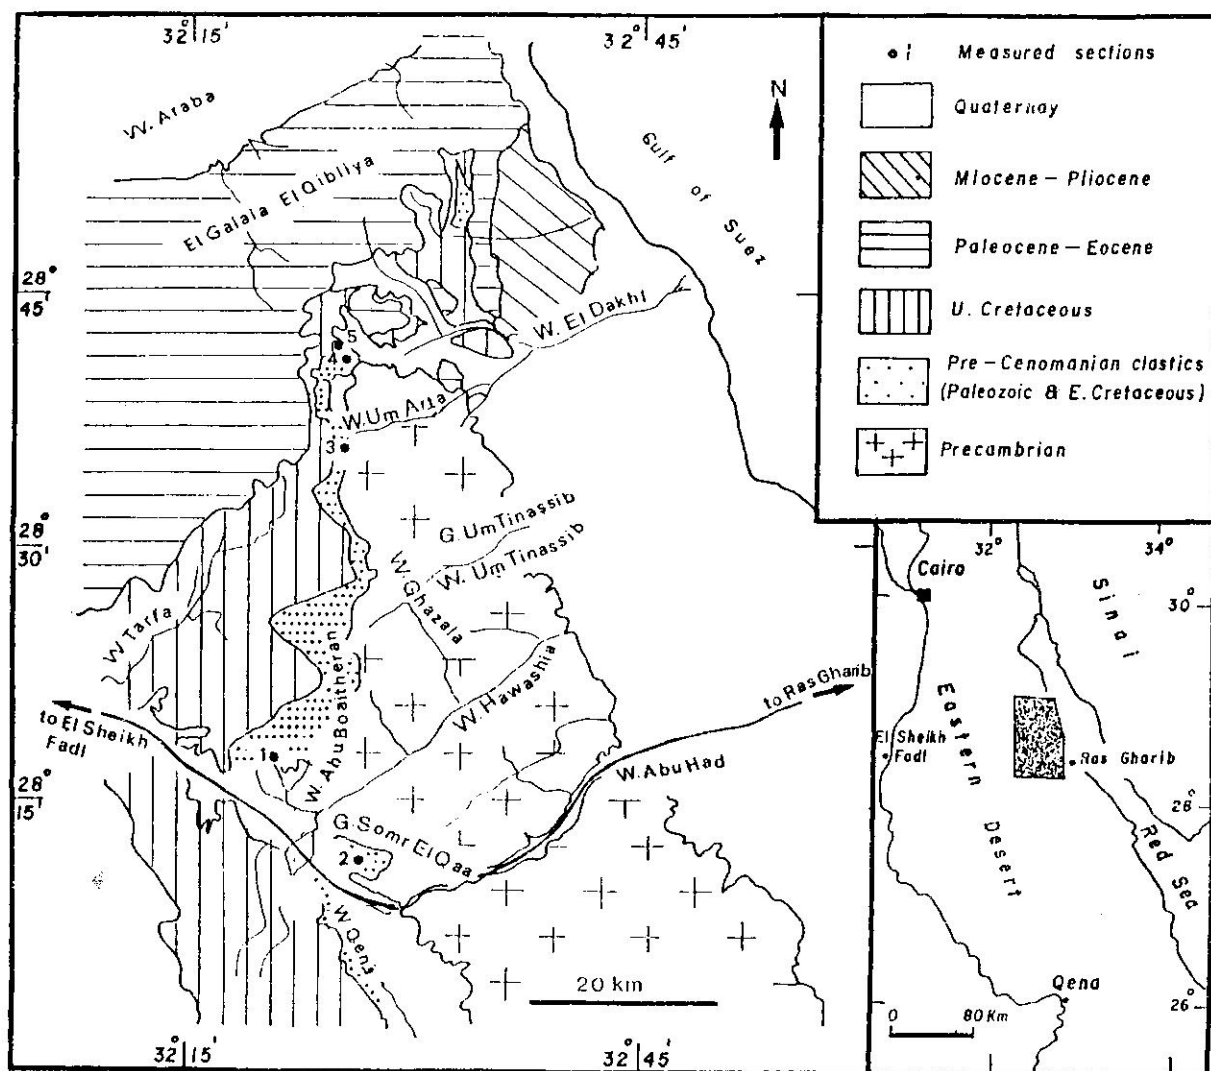 32° 15'
32° 45'
W. Araba
N
El Galala El Qibliya
Gulf of Suez
28° 45'
W. El Dakhl
5
4
W. Um Arta
3
G. Um Tinassib
28° 30'
W. Um Tinassib
W. Ghazala
W. Tarfa
W. Abu Boaitheran
W. Hawashia
to Ras Gharib
to El Sheikh Fadl
1
W. Abu Had
28° 15'
G. Somr El Qaa
2
W. Qena
20 km
32° 15'
32° 45'
1 Measured sections
Quaternay
Miocene – Pliocene
Paleocene – Eocene
U. Cretaceous
Pre – Cenomanian clastics
(Paleozoic & E. Cretaceous)
Precambrian
32°
34°
Cairo
30°
Sinai
Eastern Desert
El Sheikh
Fadl
Ras Gharib
28°
Red Sea
Qena
26°
0 80 Km